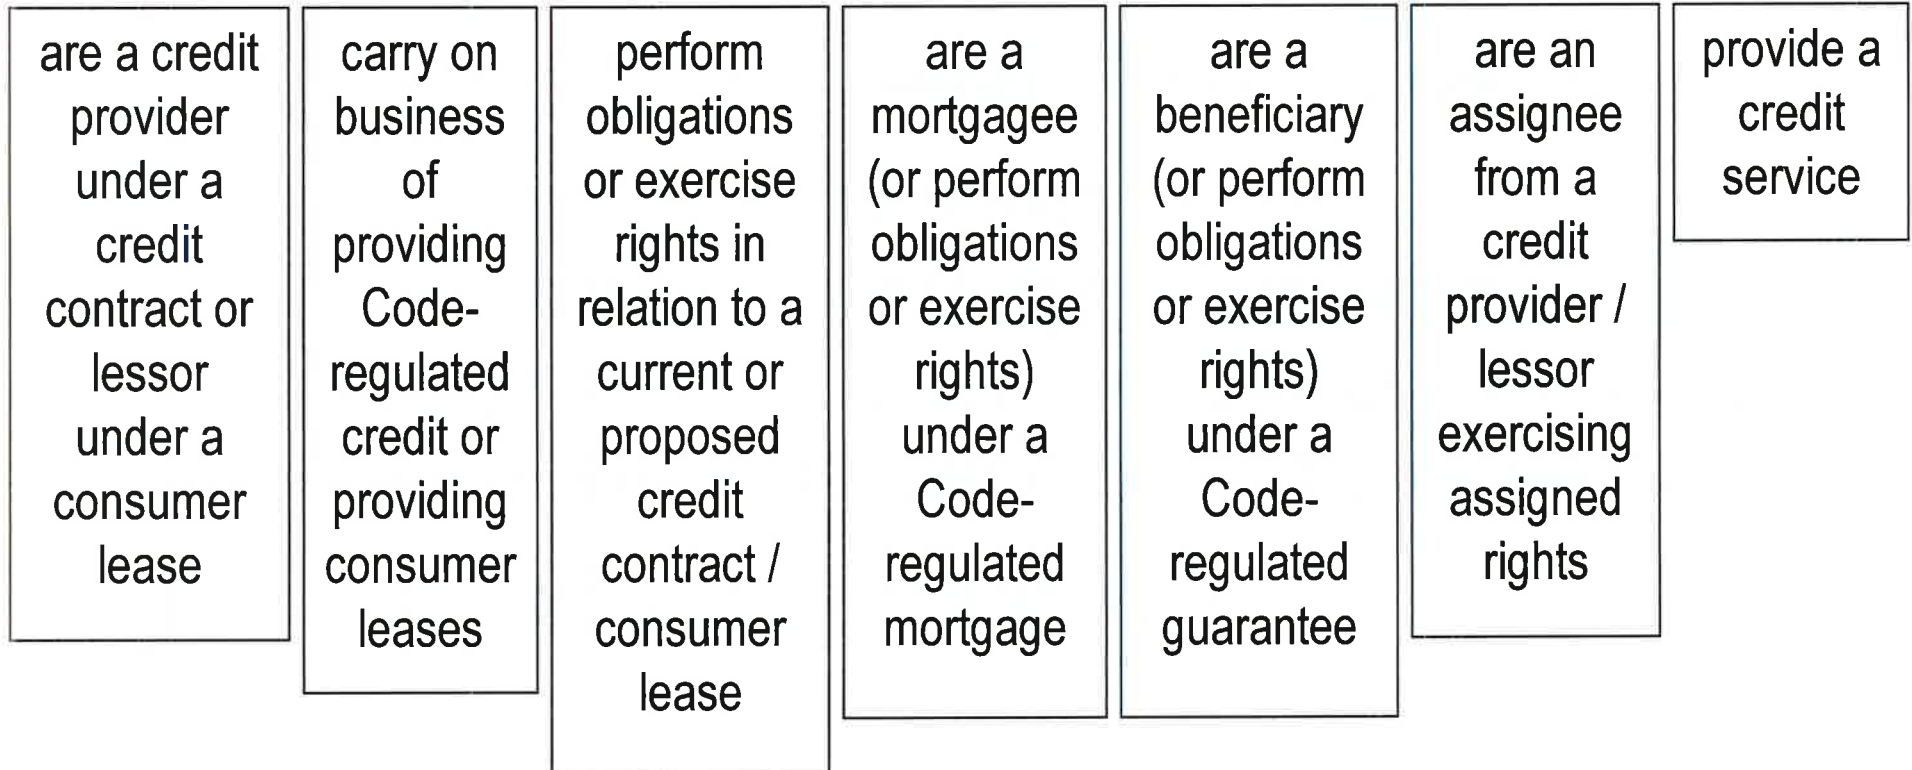 are a credit
provider
under a
credit
contract or
lessor
under a
consumer
lease
carry on
business
of
providing
Code-
regulated
credit or
providing
consumer
leases
perform
obligations
or exercise
rights in
relation to a
current or
proposed
credit
contract /
consumer
lease
are a
mortgagee
(or perform
obligations
or exercise
rights)
under a
Code-
regulated
mortgage
are a
beneficiary
(or perform
obligations
or exercise
rights)
under a
Code-
regulated
guarantee
are an
assignee
from a
credit
provider /
lessor
exercising
assigned
rights
provide a
credit
service